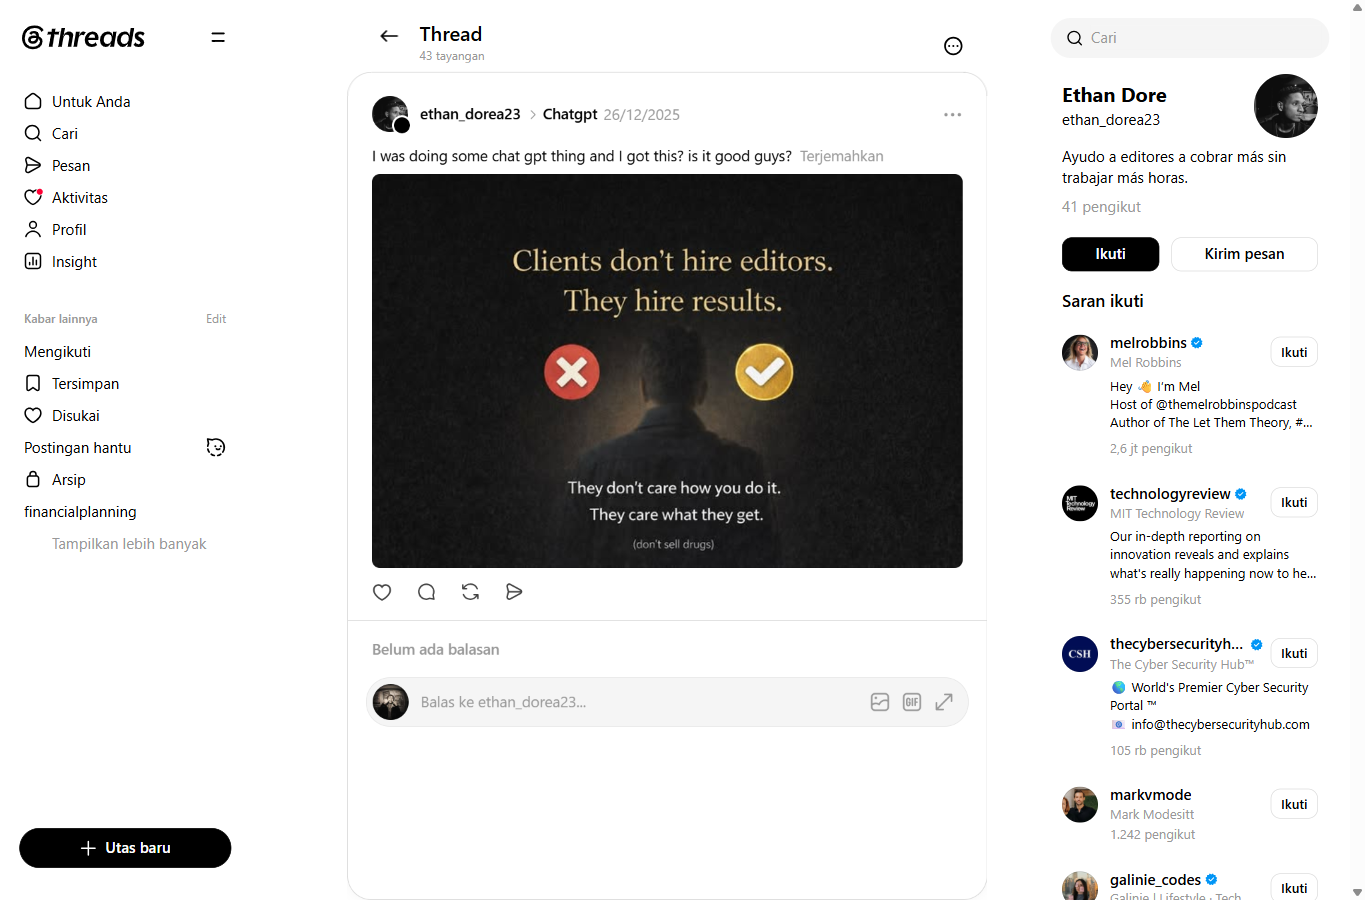 threads
Untuk Anda
Cari
Pesan
Aktivitas
Profil
Insight
Kabar lainnya
Edit
Mengikuti
Tersimpan
Disukai
Postingan hantu
Arsip
financialplanning
Tampilkan lebih banyak
Utas baru
Thread
43 tayangan
ethan_dorea23 > Chatgpt 26/12/2025
I was doing some chat gpt thing and I got this? is it good guys? Terjemahkan
Clients don't hire editors.
They hire results.
They don't care how you do it.
They care what they get.
(don't sell drugs)
Belum ada balasan
Balas ke ethan_dorea23...
GIF
Cari
Ethan Dore
ethan_dorea23
Ayudo a editores a cobrar más sin
trabajar más horas.
41 pengikut
Ikuti
Kirim pesan
Saran ikuti
melrobbins
Ikuti
Mel Robbins
Hey 👋 I'm Mel
Host of @themelrobbinspodcast
Author of The Let Them Theory, #...
2,6 jt pengikut
MIT
Technology
Review
technologyreview
Ikuti
MIT Technology Review
Our in-depth reporting on
innovation reveals and explains
what's really happening now to he...
355 rb pengikut
CSH
thecybersecurityh...
Ikuti
The Cyber Security Hub™
🌎 World's Premier Cyber Security
Portal ™
📧 info@thecybersecurityhub.com
105 rb pengikut
markvmode
Ikuti
Mark Modesitt
1.242 pengikut
galinie_codes
Ikuti
Galinie | Lifestyle · Tech